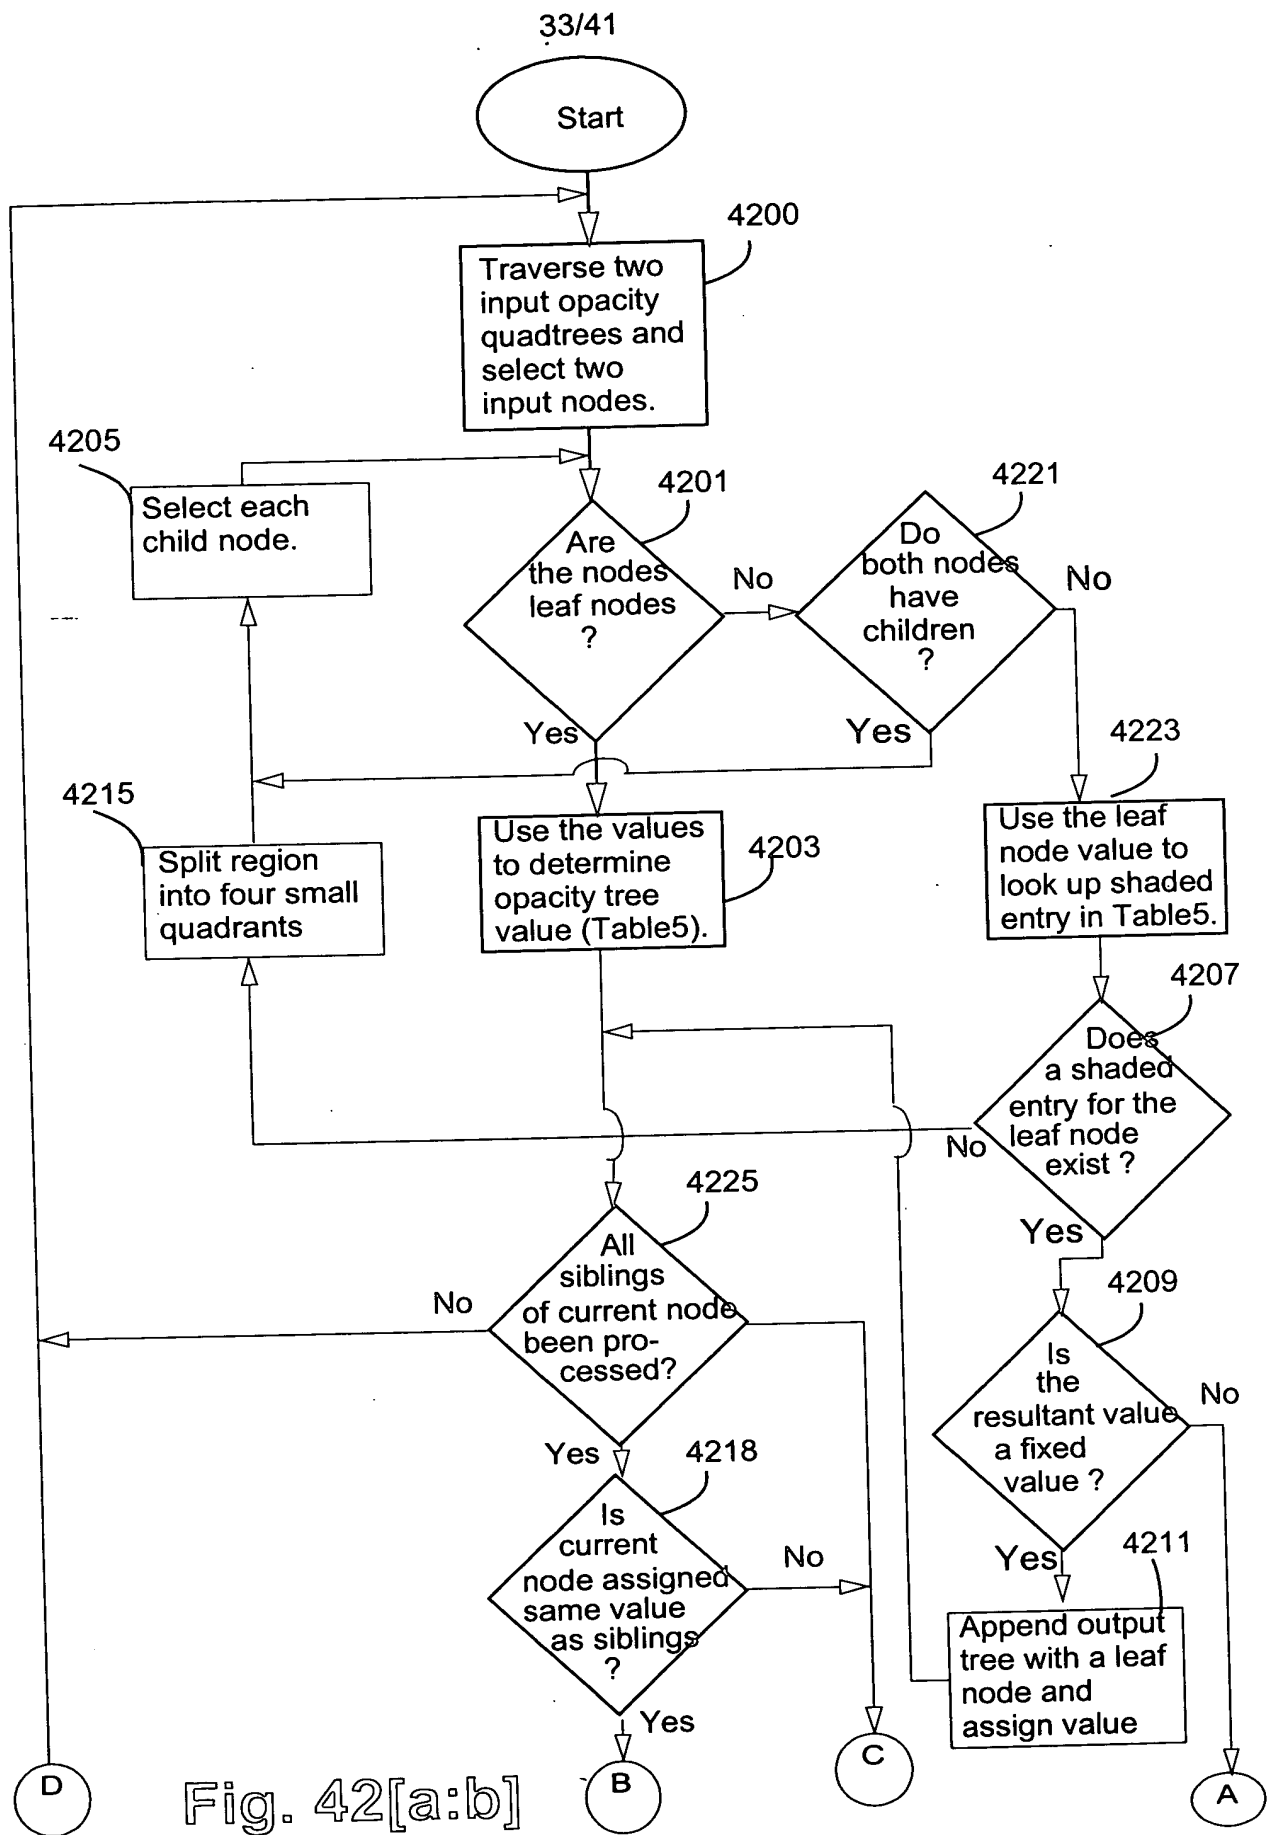 33/41
Start
4200
Traverse two
input opacity
quadtrees and
select two
input nodes.
4205
Select each
child node.
4201
Are
the nodes
leaf nodes
?
No
Yes
4221
Do
both nodes
have
children
?
No
Yes
4223
Use the leaf
node value to
look up shaded
entry in Table5.
4215
Split region
into four small
quadrants
4203
Use the values
to determine
opacity tree
value (Table5).
4207
Does
a shaded
entry for the
leaf node
exist ?
No
Yes
4225
All
siblings
of current node
been pro-
cessed?
No
Yes
4209
Is
the
resultant value
a fixed
value ?
No
Yes
4218
Is
current
node assigned
same value
as siblings
?
No
Yes
4211
Append output
tree with a leaf
node and
assign value
D
B
C
A
Fig. 42[a:b]